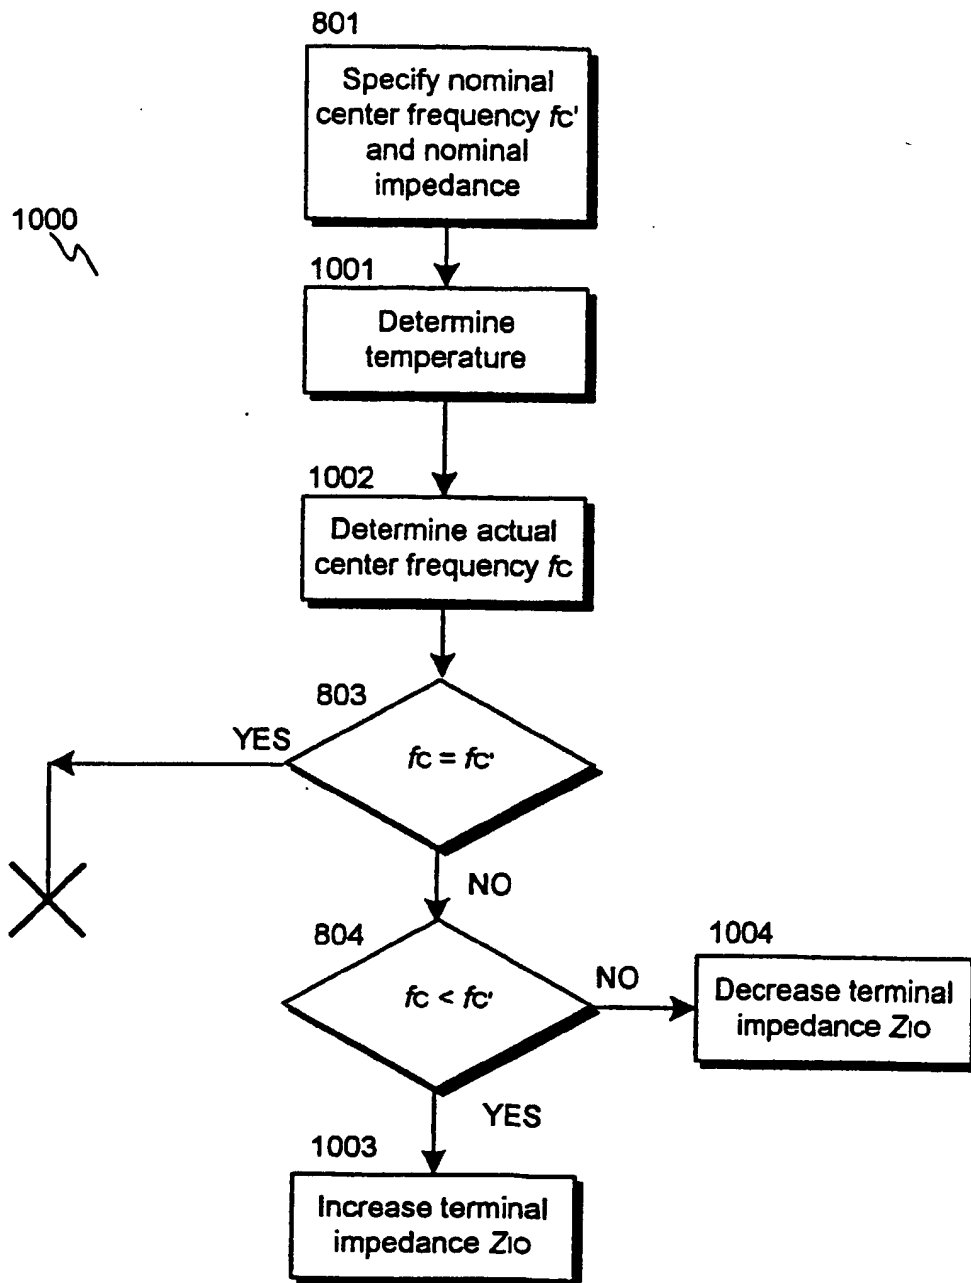 801
Specify nominal
center frequency fc'
and nominal
impedance
1000
1001
Determine
temperature
1002
Determine actual
center frequency fc
803
YES
fc = fc'
NO
804
fc < fc'
NO
1004
Decrease terminal
impedance ZIO
YES
1003
Increase terminal
impedance ZIO